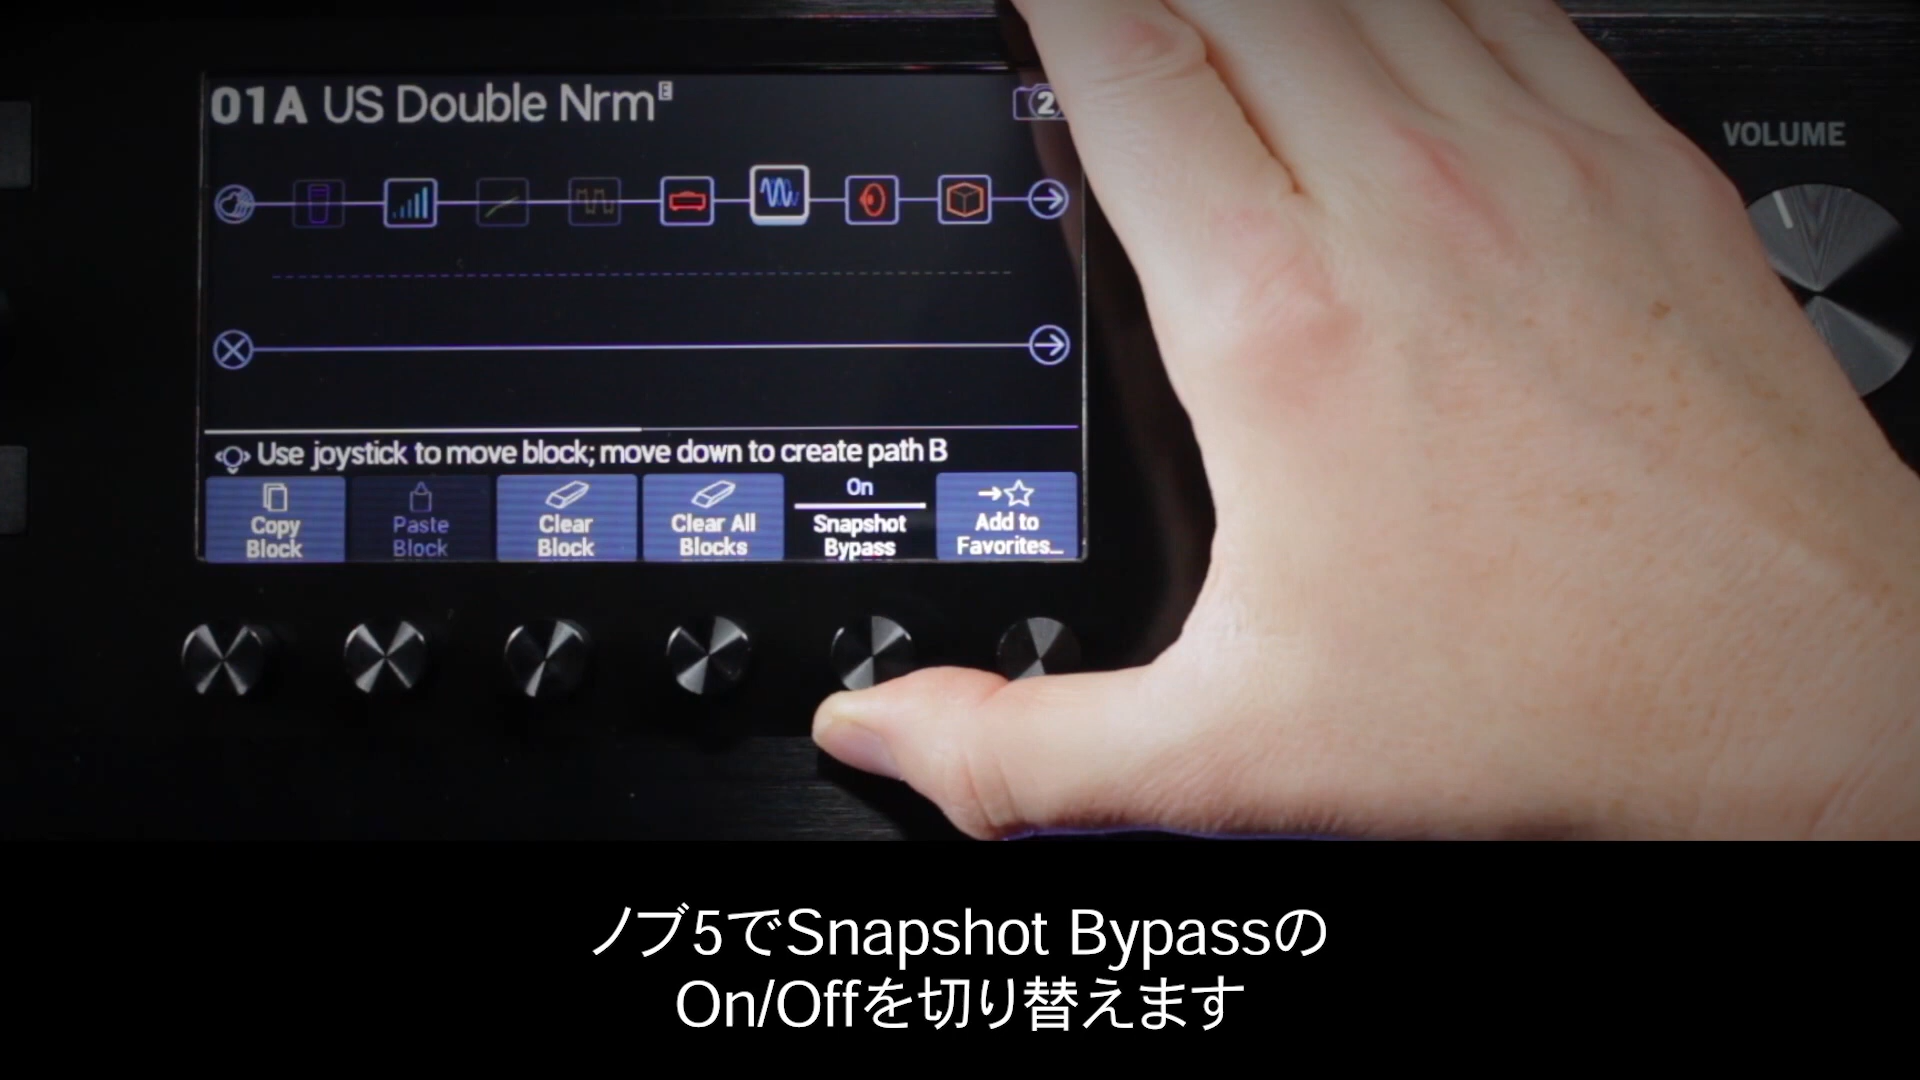 01A US Double Nrm E
2
VOLUME
Use joystick to move block; move down to create path B
Copy
Block
Paste
Block
Clear
Block
Clear All
Blocks
On
Snapshot
Bypass
Add to
Favorites...
ノブ5でSnapshot Bypassの
On/Offを切り替えます